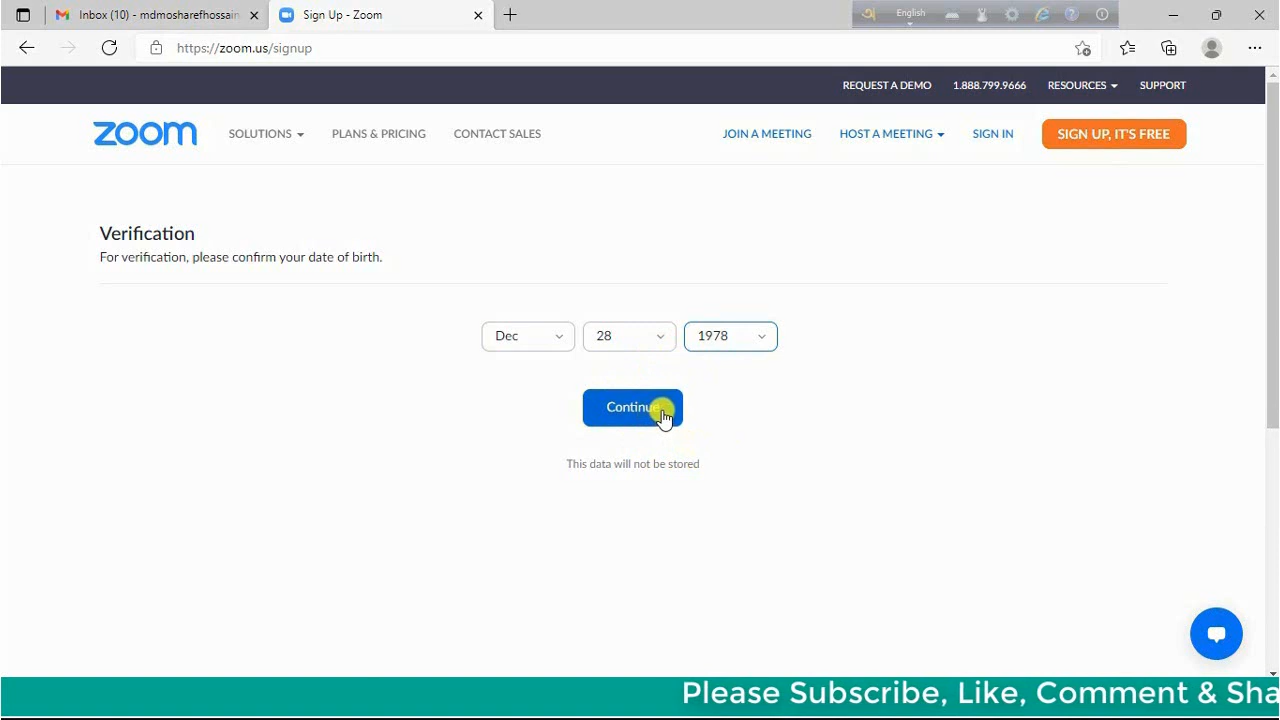 Inbox (10) - mdmosharefhossain
Sign Up - Zoom
English
https://zoom.us/signup
REQUEST A DEMO 1.888.799.9666 RESOURCES SUPPORT
zoom SOLUTIONS PLANS & PRICING CONTACT SALES JOIN A MEETING HOST A MEETING SIGN IN SIGN UP, IT'S FREE
Verification
For verification, please confirm your date of birth.
Dec 28 1978
Continue
This data will not be stored
Please Subscribe, Like, Comment & Sha